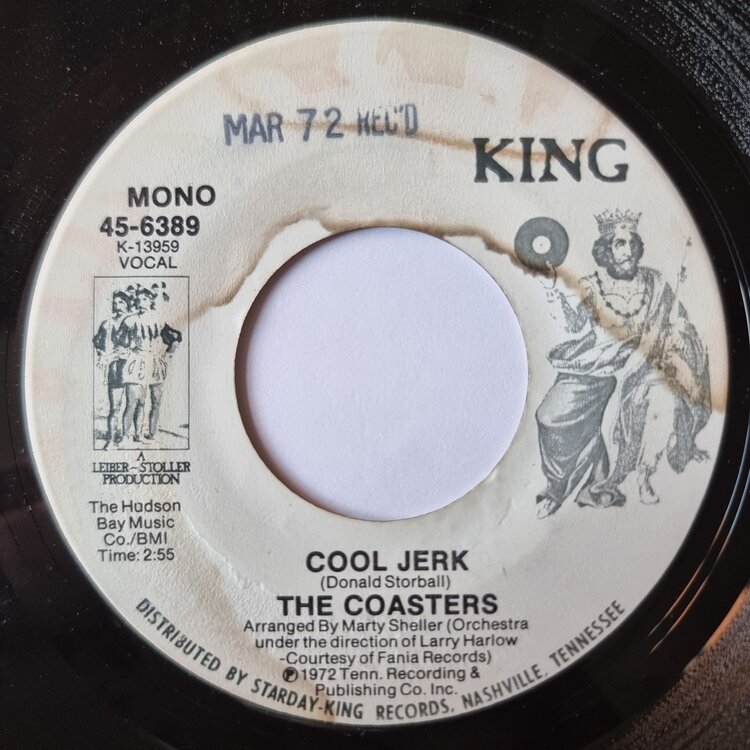 MAR 72 REC'D
KING
MONO
45-6389
K-13959
VOCAL
A
LEIBER~STOLLER
PRODUCTION
The Hudson
Bay Music
Co./BMI
Time: 2:55
COOL JERK
(Donald Storball)
THE COASTERS
Arranged By Marty Sheller (Orchestra
under the direction of Larry Harlow
-Courtesy of Fania Records)
℗1972 Tenn. Recording &
Publishing Co. Inc.
DISTRIBUTED BY STARDAY-KING RECORDS, NASHVILLE, TENNESSEE